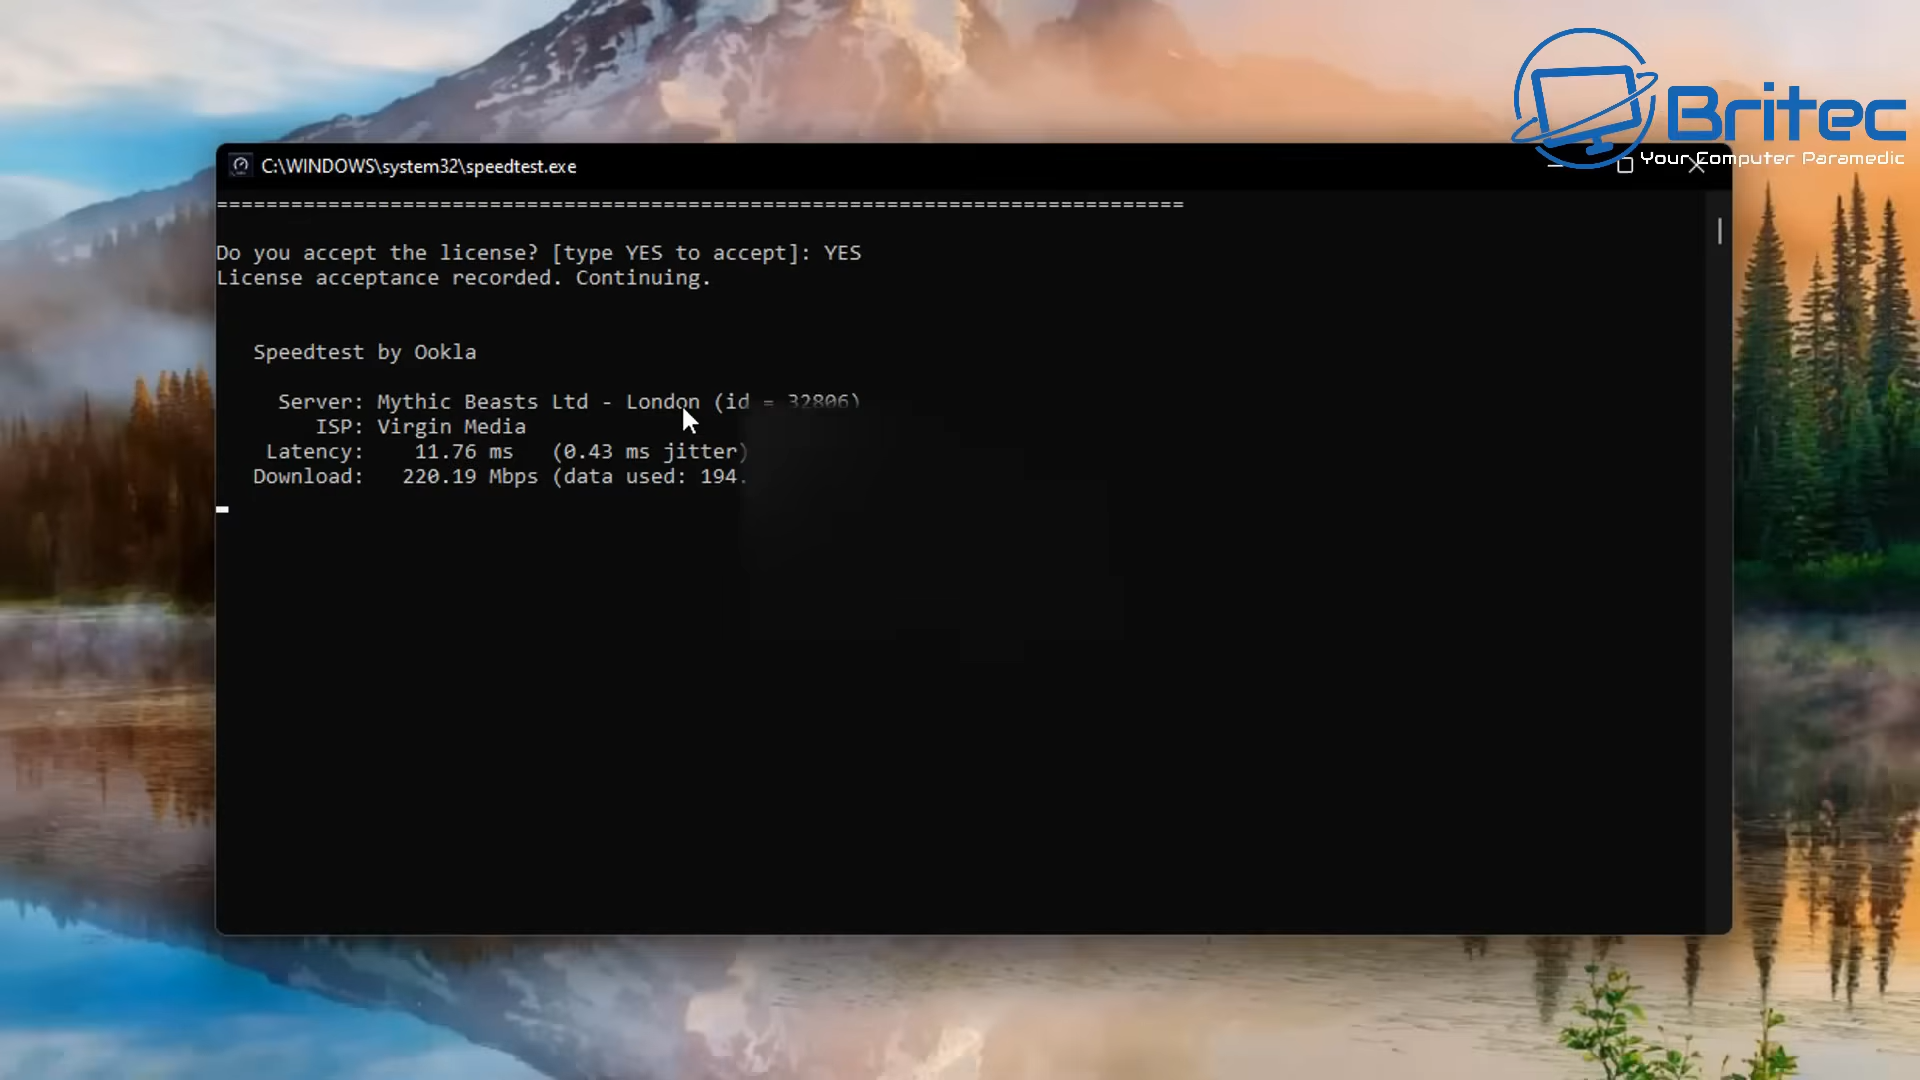 Britec
Your Computer Paramedic
C:\WINDOWS\system32\speedtest.exe
==============================================================================
Do you accept the license? [type YES to accept]: YES
License acceptance recorded. Continuing.
Speedtest by Ookla
Server: Mythic Beasts Ltd - London (id = 32806)
ISP: Virgin Media
Latency: 11.76 ms (0.43 ms jitter)
Download: 220.19 Mbps (data used: 194.